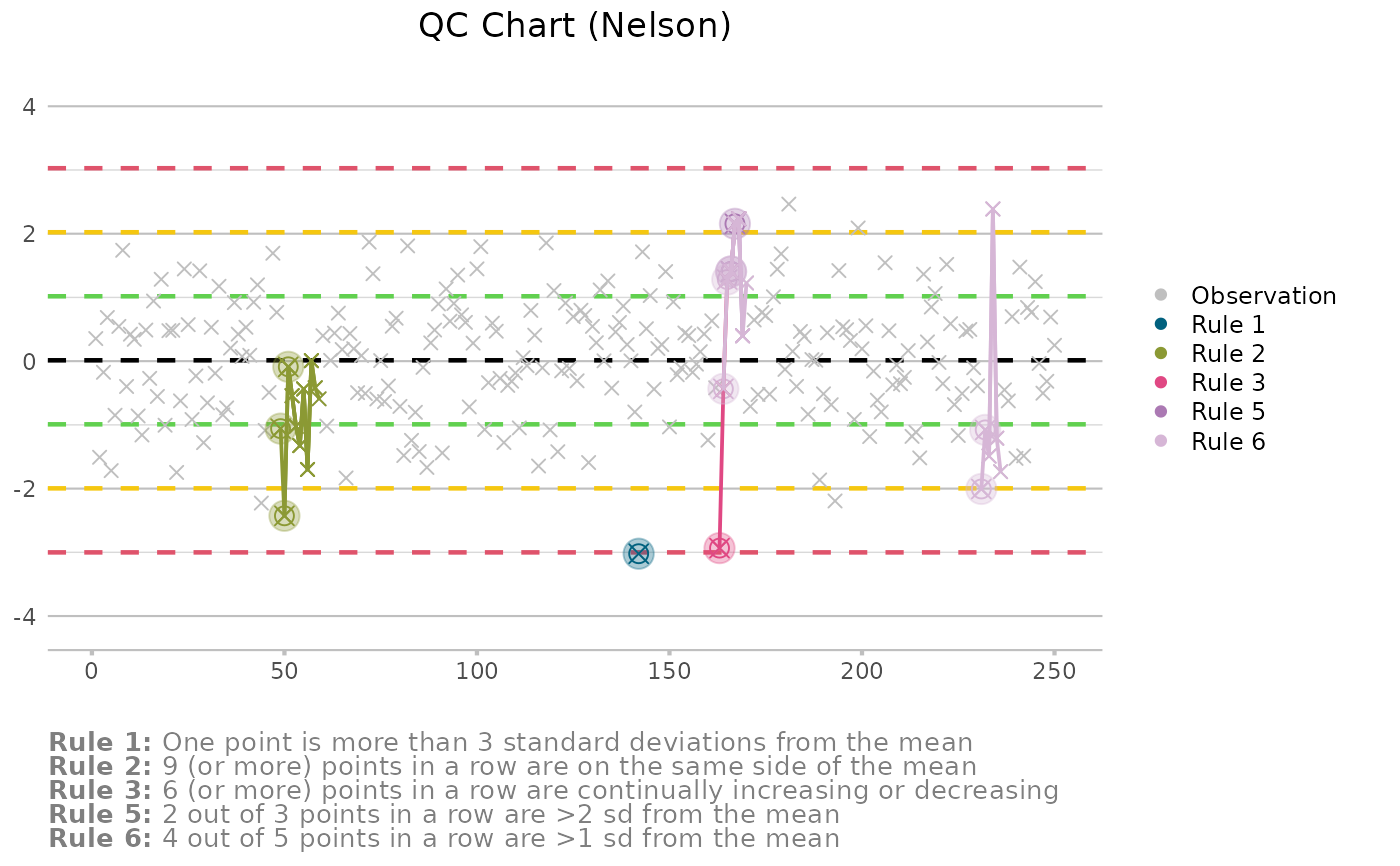 QC Chart (Nelson)
4
2
0
-2
-4
0 50 100 150 200 250
Observation
Rule 1
Rule 2
Rule 3
Rule 5
Rule 6
Rule 1: One point is more than 3 standard deviations from the mean
Rule 2: 9 (or more) points in a row are on the same side of the mean
Rule 3: 6 (or more) points in a row are continually increasing or decreasing
Rule 5: 2 out of 3 points in a row are >2 sd from the mean
Rule 6: 4 out of 5 points in a row are >1 sd from the mean